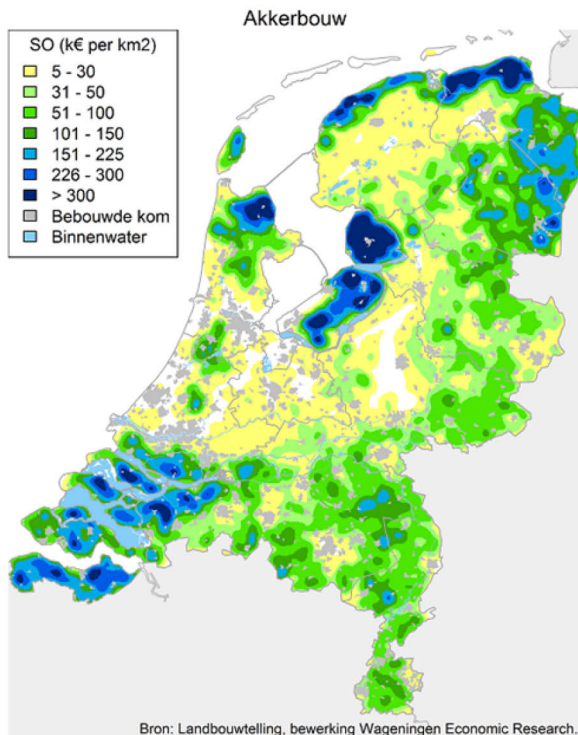 Akkerbouw
SO (k€ per km2)
5 - 30
31 - 50
51 - 100
101 - 150
151 - 225
226 - 300
> 300
Bebouwde kom
Binnenwater
Bron: Landbouwtelling, bewerking Wageningen Economic Research.